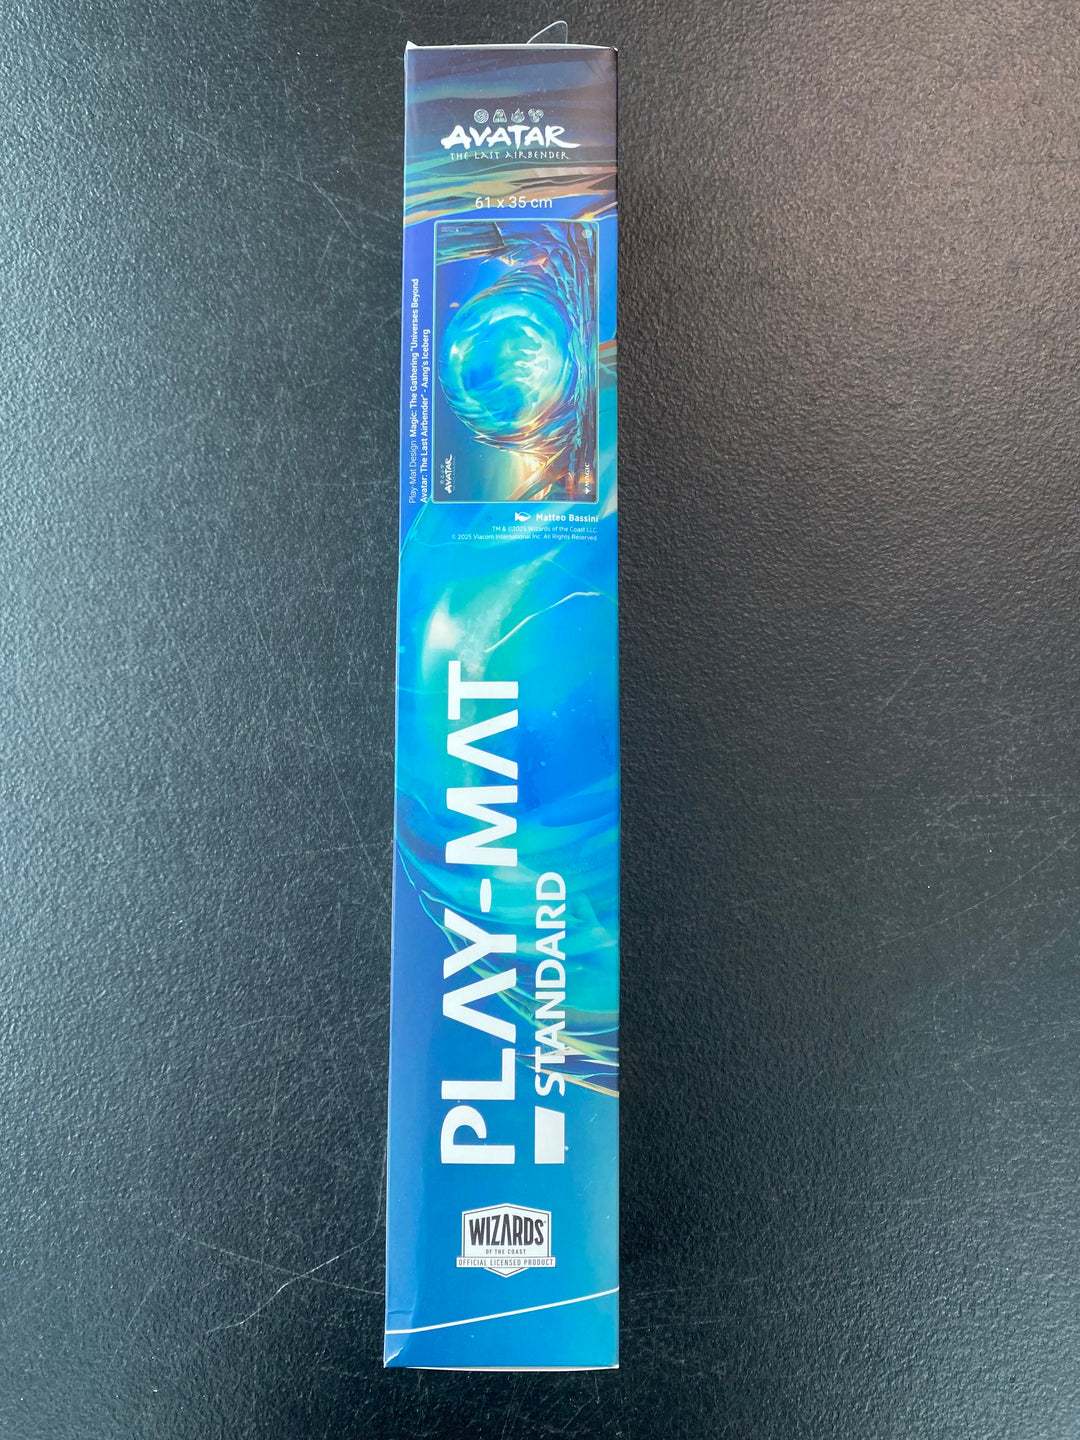 AVATAR
THE LAST AIRBENDER
61 x 35 cm
Play-Mat Design: Magic: The Gathering "Universes Beyond
Avatar: The Last Airbender" - Aang's Iceberg
AVATAR
MAGIC
Matteo Bassini
TM & ©2025 Wizards of the Coast LLC.
© 2025 Viacom International Inc. All Rights Reserved.
PLAY-MAT
STANDARD
WIZARDS®
OF THE COAST
OFFICIAL LICENSED PRODUCT